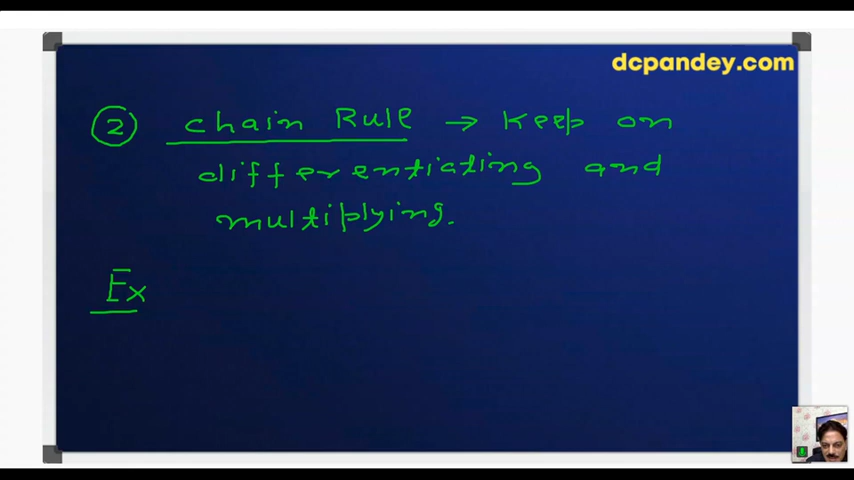 dcpandey.com
2 chain Rule → Keep on
differentiating and
multiplying.
Ex